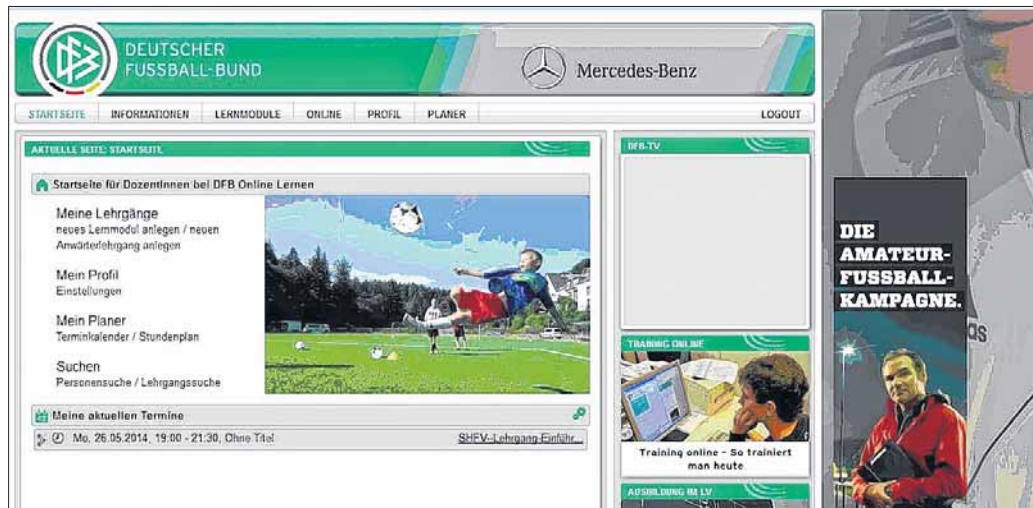 DFB
DEUTSCHER
FUSSBALL-BUND
Mercedes-Benz
STARTSEITE INFORMATIONEN LERNMODULE ONLINE PROFIL PLANER LOGOUT
AKTUELLE SEITE: STARTSEITE
Startseite für DozentInnen bei DFB Online Lernen
Meine Lehrgänge
neues Lernmodul anlegen / neuen
Anwärterlehrgang anlegen
Mein Profil
Einstellungen
Mein Planer
Terminkalender / Stundenplan
Suchen
Personensuche / Lehrgangssuche
Meine aktuellen Termine
Mo, 26.05.2014, 19:00 - 21:30, Ohne Titel SHFV-Lehrgang-Einführ...
DFB-TV
TRAINING ONLINE
Training online - So trainiert
man heute
AUSBILDUNG IM LV
DIE
AMATEUR-
FUSSBALL-
KAMPAGNE.